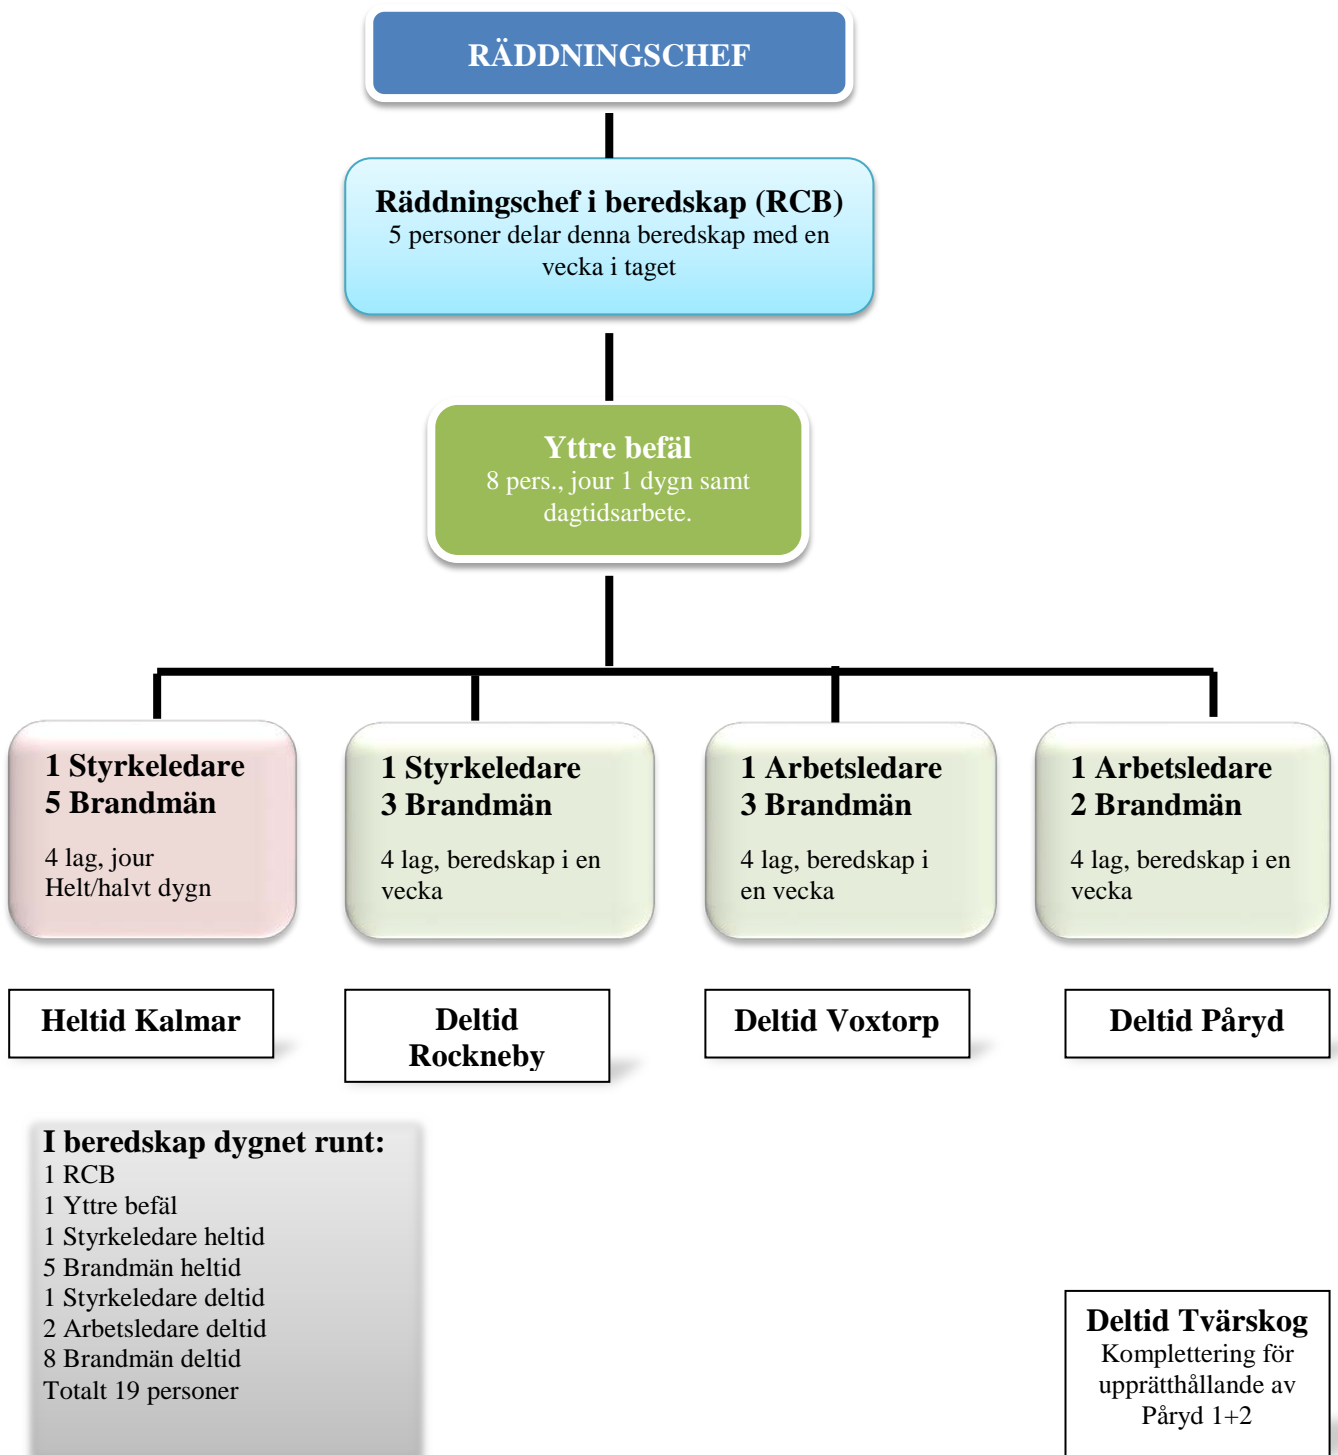 RÄDDNINGSCHEF
Räddningschef i beredskap (RCB)
5 personer delar denna beredskap med en
vecka i taget
Yttre befäl
8 pers., jour 1 dygn samt
dagtidsarbete.
1 Styrkeledare
5 Brandmän
4 lag, jour
Helt/halvt dygn
1 Styrkeledare
3 Brandmän
4 lag, beredskap i en
vecka
1 Arbetsledare
3 Brandmän
4 lag, beredskap i
en vecka
1 Arbetsledare
2 Brandmän
4 lag, beredskap i en
vecka
Heltid Kalmar
Deltid
Rockneby
Deltid Voxtorp
Deltid Påryd
I beredskap dygnet runt:
1 RCB
1 Yttre befäl
1 Styrkeledare heltid
5 Brandmän heltid
1 Styrkeledare deltid
2 Arbetsledare deltid
8 Brandmän deltid
Totalt 19 personer
Deltid Tvärskog
Komplettering för
upprätthållande av
Påryd 1+2